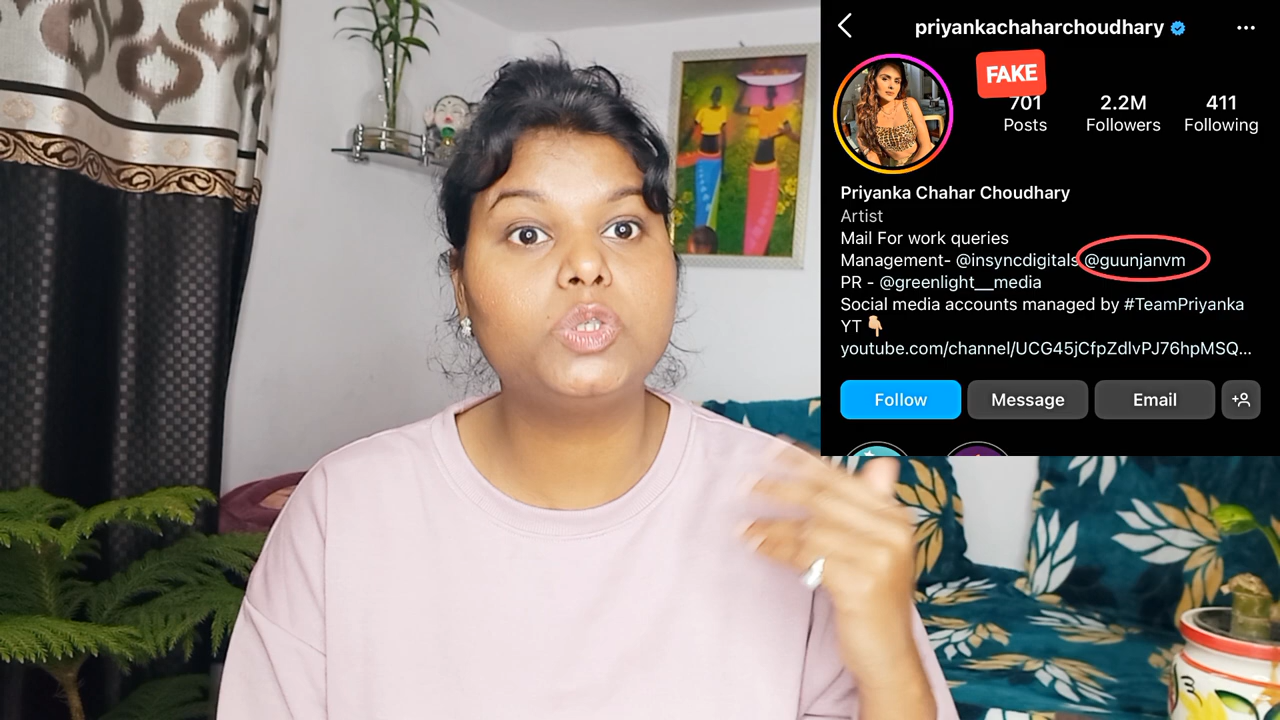 priyankachaharchoudhary
FAKE
701 2.2M 411
Posts Followers Following
Priyanka Chahar Choudhary
Artist
Mail For work queries
Management- @insyncdigitals @guunjanvm
PR - @greenlight__media
Social media accounts managed by #TeamPriyanka
YT 👇🏼
youtube.com/channel/UCG45jCfpZdlvPJ76hpMSQ...
Follow Message Email